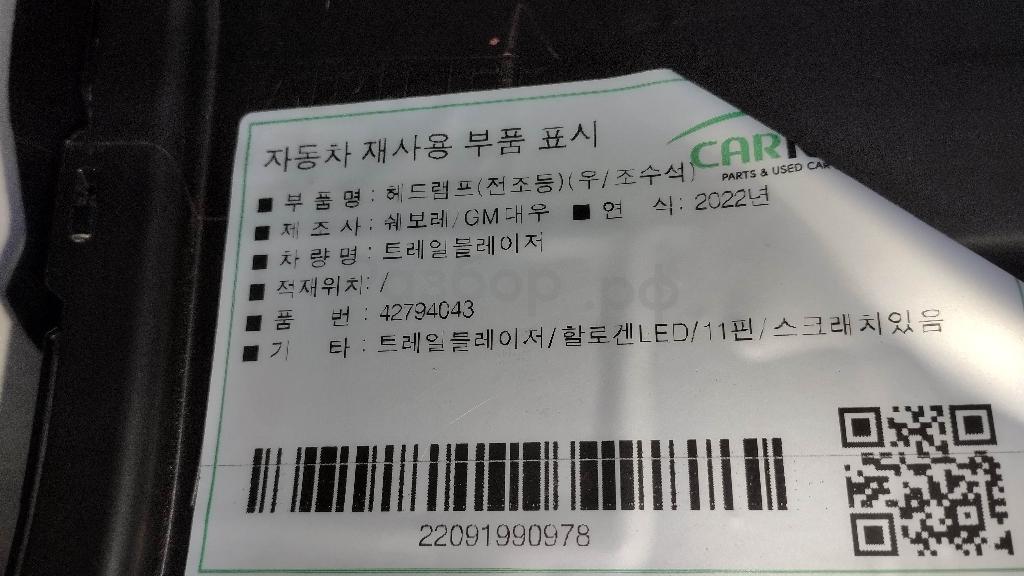 자동차 재사용 부품 표시
CAR
PARTS & USED CAR
■ 부 품 명 : 헤드램프(전조등)(우/조수석)
■ 제 조 사 : 쉐보레/GM대우 ■ 연 식: 2022년
■ 차 량 명 : 트레일블레이저
■ 적재위치: /
■ 품 번 : 42794043
■ 기 타 : 트레일블레이저/할로겐LED/11핀/스크래치있음
азбор.рф
22091990978